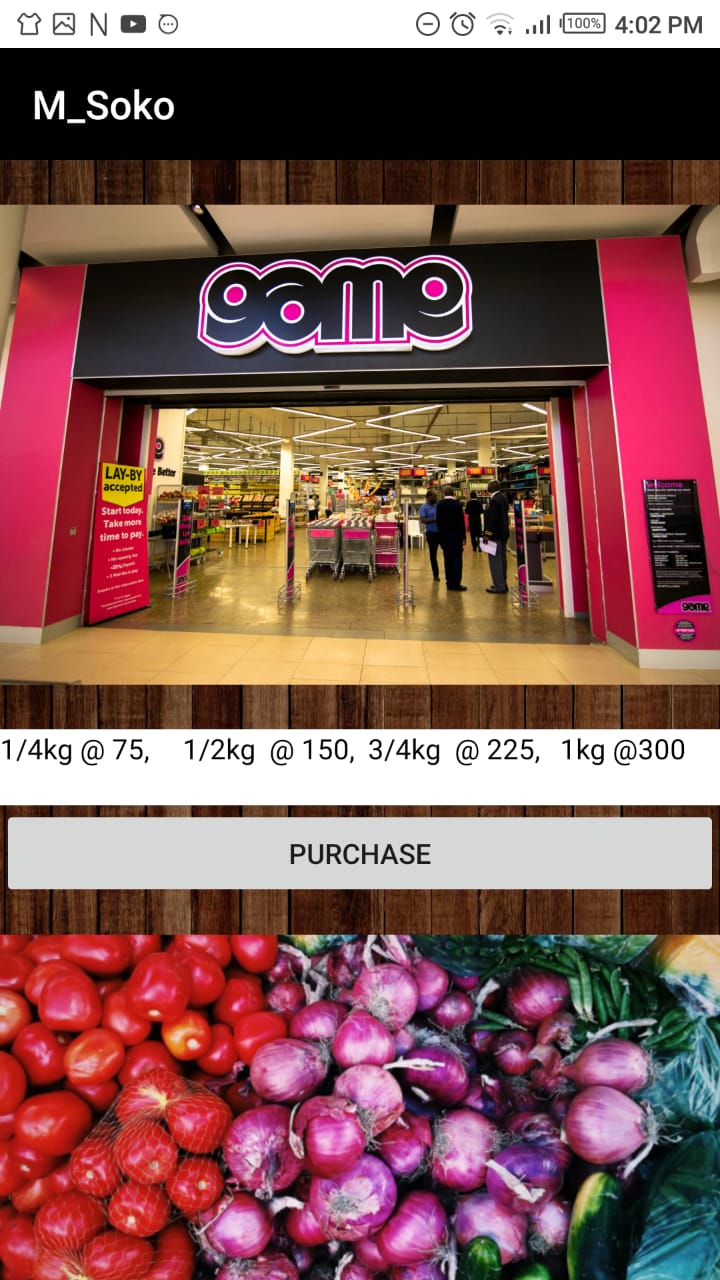 100% 4:02 PM
M_Soko
game
e Better
LAY-BY
accepted
Start today.
Take more
time to pay.
welcome
game
1/4kg @ 75, 1/2kg @ 150, 3/4kg @ 225, 1kg @300
PURCHASE